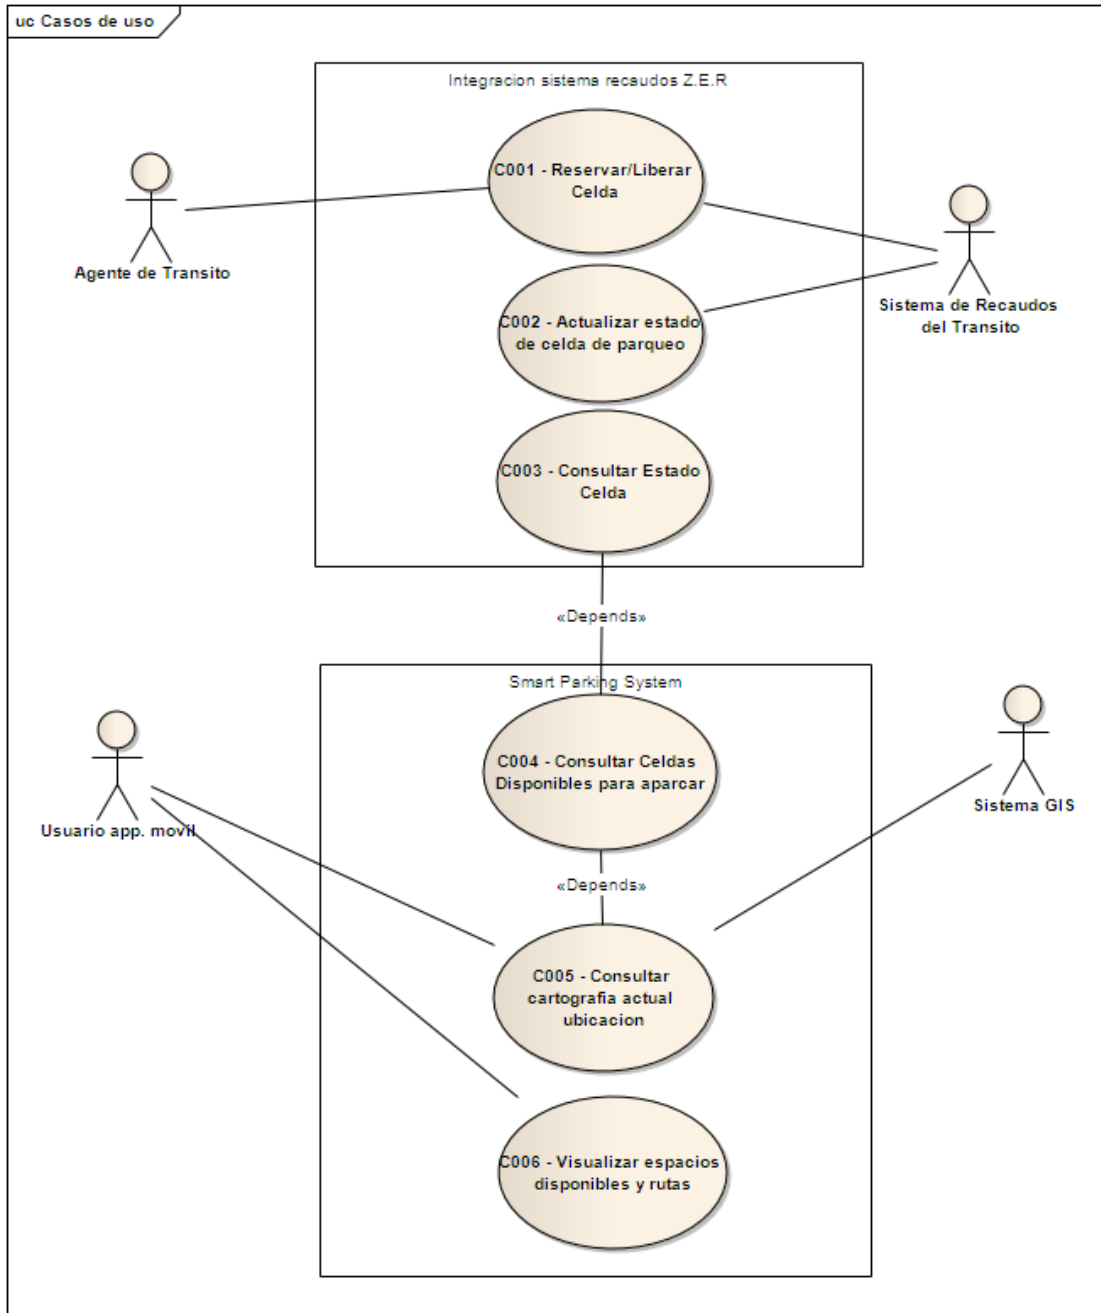 uc Casos de uso
Integracion sistema recaudos Z.E.R
C001 - Reservar/Liberar
Celda
Agente de Transito
Sistema de Recaudos
del Transito
C002 - Actualizar estado
de celda de parqueo
C003 - Consultar Estado
Celda
«Depends»
Smart Parking System
C004 - Consultar Celdas
Disponibles para aparcar
Usuario app. movil
Sistema GIS
«Depends»
C005 - Consultar
cartografia actual
ubicacion
C006 - Visualizar espacios
disponibles y rutas